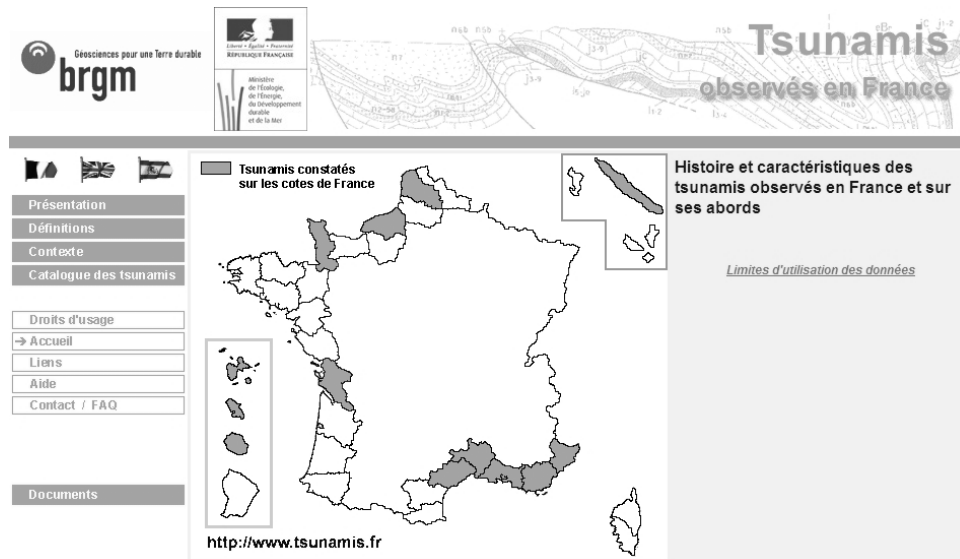 Géosciences pour une Terre durable
brgm
Liberté • Égalité • Fraternité
RÉPUBLIQUE FRANÇAISE
Ministère
de l'Écologie,
de l'Énergie,
du Développement
durable
et de la Mer
Tsunamis
observés en France
Présentation
Définitions
Contexte
Catalogue des tsunamis
Droits d'usage
→ Accueil
Liens
Aide
Contact / FAQ
Documents
Tsunamis constatés
sur les cotes de France
http://www.tsunamis.fr
Histoire et caractéristiques des
tsunamis observés en France et sur
ses abords
Limites d'utilisation des données